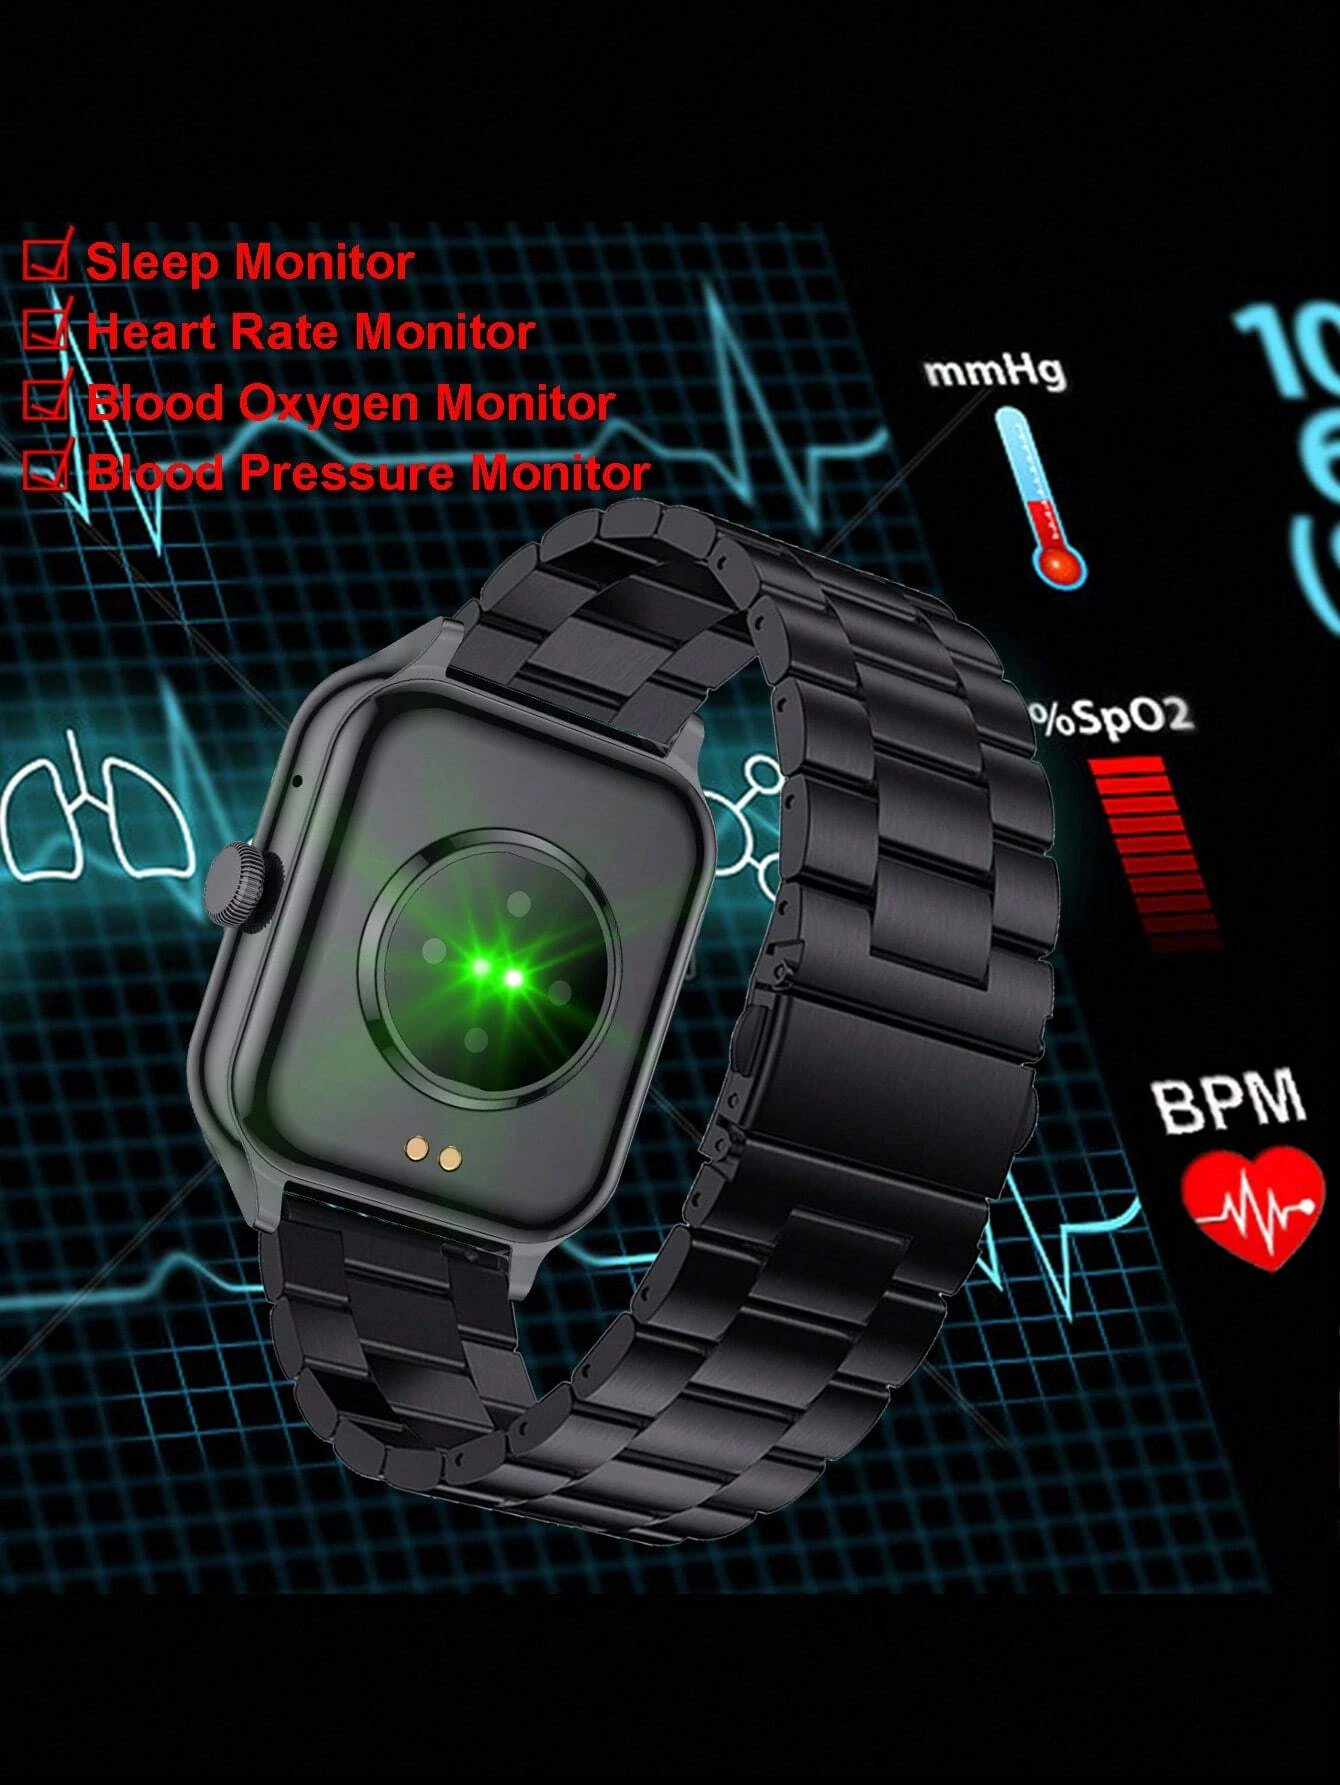 Sleep Monitor
Heart Rate Monitor
Blood Oxygen Monitor
Blood Pressure Monitor
mmHg
%SpO2
BPM